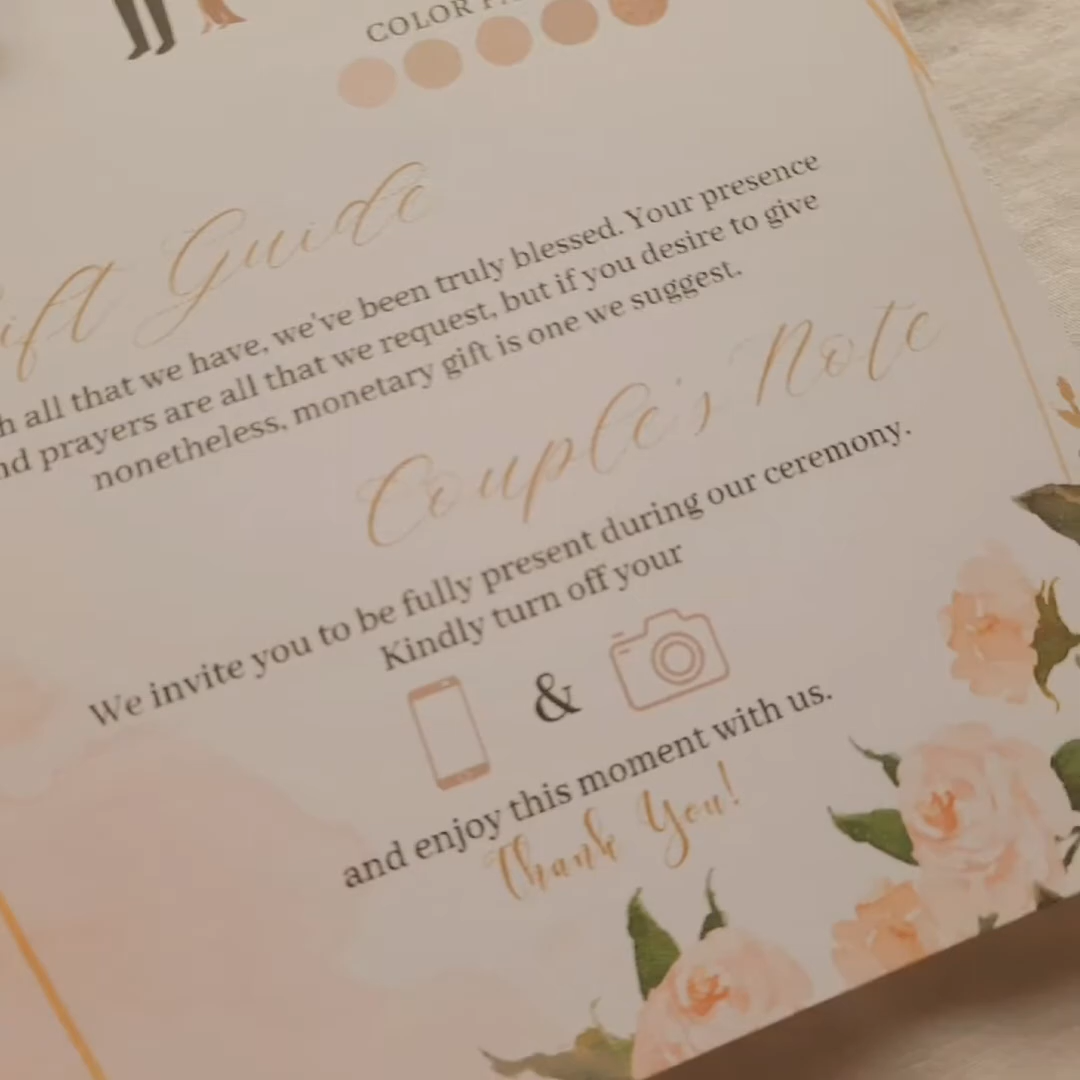 COLOR
Gift Guide
all that we have, we've been truly blessed. Your presence
prayers are all that we request, but if you desire to give
nonetheless, monetary gift is one we suggest.
Couple's Note
We invite you to be fully present during our ceremony.
Kindly turn off your
&
and enjoy this moment with us.
Thank You!